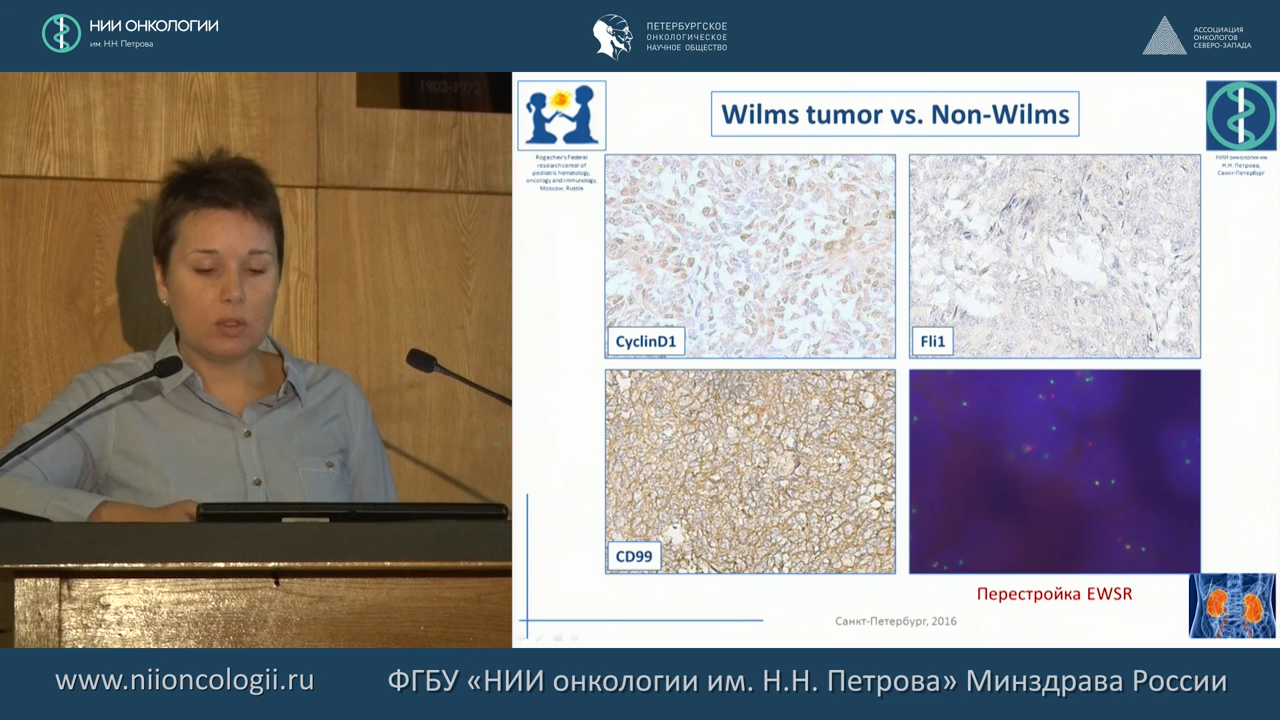 НИИ ОНКОЛОГИИ
им. Н.Н. Петрова
ПЕТЕРБУРГСКОЕ
ОНКОЛОГИЧЕСКОЕ
НАУЧНОЕ ОБЩЕСТВО
АССОЦИАЦИЯ
ОНКОЛОГОВ
СЕВЕРО-ЗАПАДА
1902-1972
Wilms tumor vs. Non-Wilms
Rogachev's Federal
research center of
pediatric hematology,
oncology and immunology,
Moscow, Russia
НИИ онкологии им.
Н.Н. Петрова,
Санкт-Петербург
CyclinD1
Fli1
CD99
Перестройка EWSR
Санкт-Петербург, 2016
www.niioncologii.ru
ФГБУ «НИИ онкологии им. Н.Н. Петрова» Минздрава России